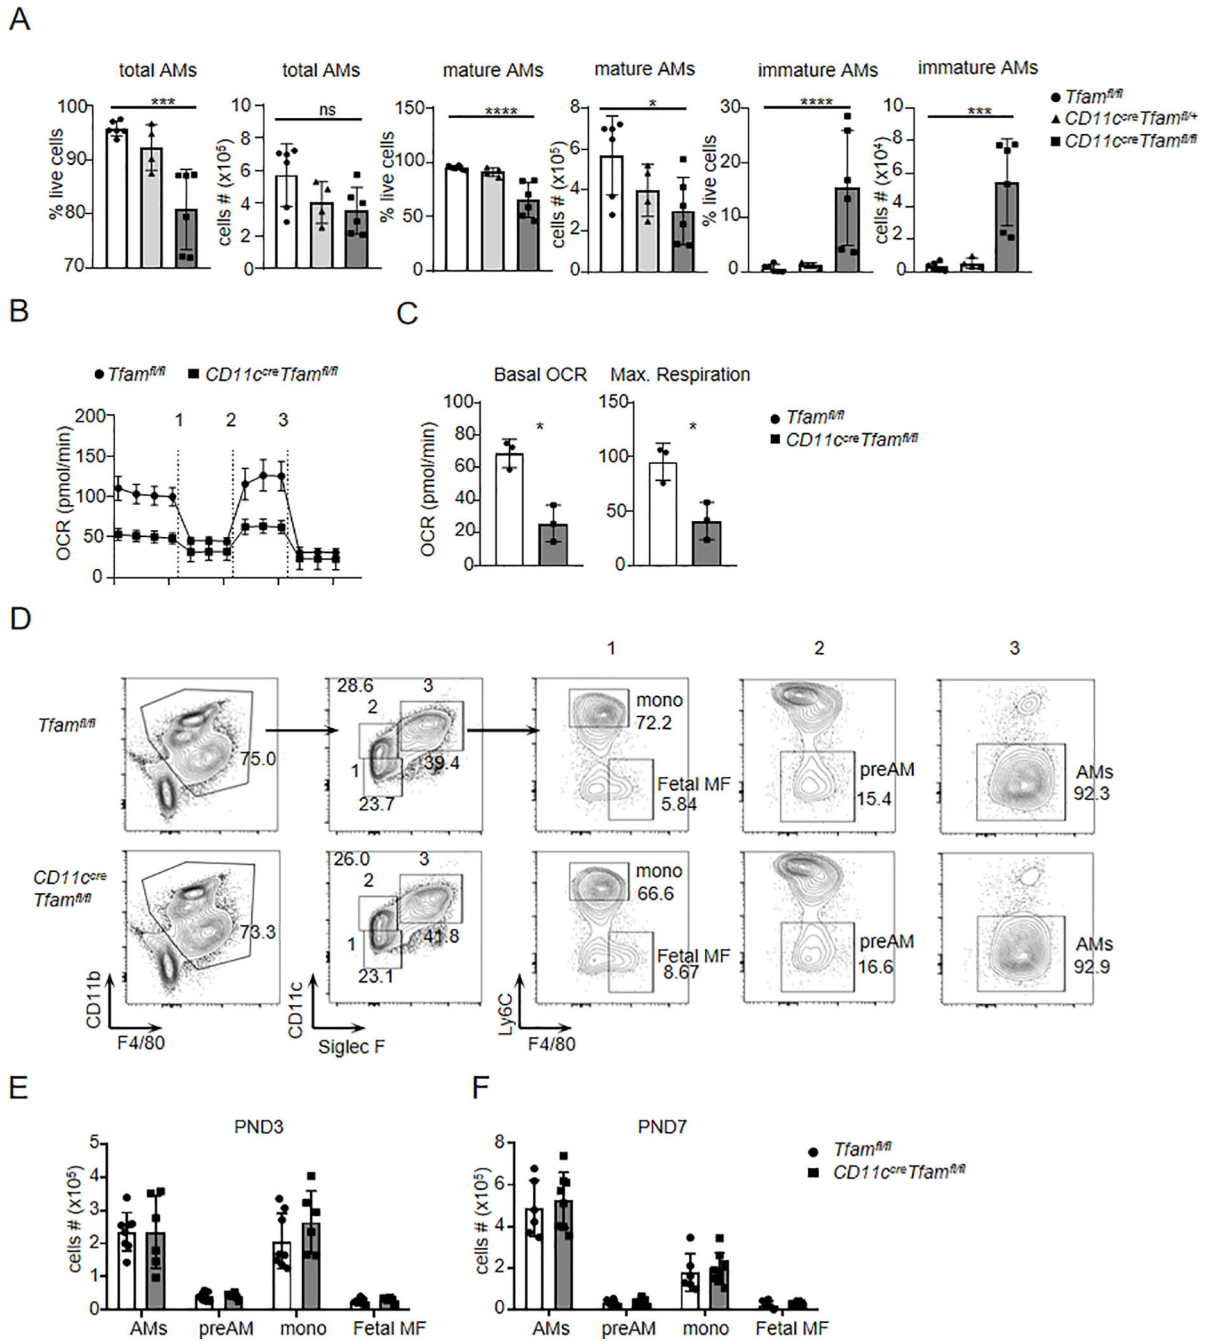 A
total AMs
total AMs
mature AMs
mature AMs
immature AMs
immature AMs
Tfamfl/fl
CD11ccreTfamfl/+
CD11ccreTfamfl/fl
% live cells
100
90
80
70
***
cells # (x10⁵)
10
8
6
4
2
0
ns
% live cells
150
100
50
0
****
cells # (x10⁵)
8
6
4
2
0
*
% live cells
30
20
10
0
****
cells # (x10⁴)
10
8
6
4
2
0
***
B
Tfamfl/fl
CD11ccreTfamfl/fl
OCR (pmol/min)
200
150
100
50
0
1
2
3
C
Basal OCR
Max. Respiration
OCR (pmol/min)
100
80
60
40
20
0
*
150
100
50
0
*
Tfamfl/fl
CD11ccreTfamfl/fl
D
1
2
3
Tfamfl/fl
75.0
28.6
2
3
1
39.4
23.7
mono
72.2
Fetal MF
5.84
preAM
15.4
AMs
92.3
CD11ccre
Tfamfl/fl
73.3
26.0
2
3
1
41.8
23.1
mono
66.6
Fetal MF
8.67
preAM
16.6
AMs
92.9
CD11b
F4/80
CD11c
Siglec F
Ly6C
F4/80
E
PND3
cells # (x10⁵)
5
4
3
2
1
0
AMs
preAM
mono
Fetal MF
F
PND7
cells # (x10⁵)
8
6
4
2
0
AMs
preAM
mono
Fetal MF
Tfamfl/fl
CD11ccreTfamfl/fl